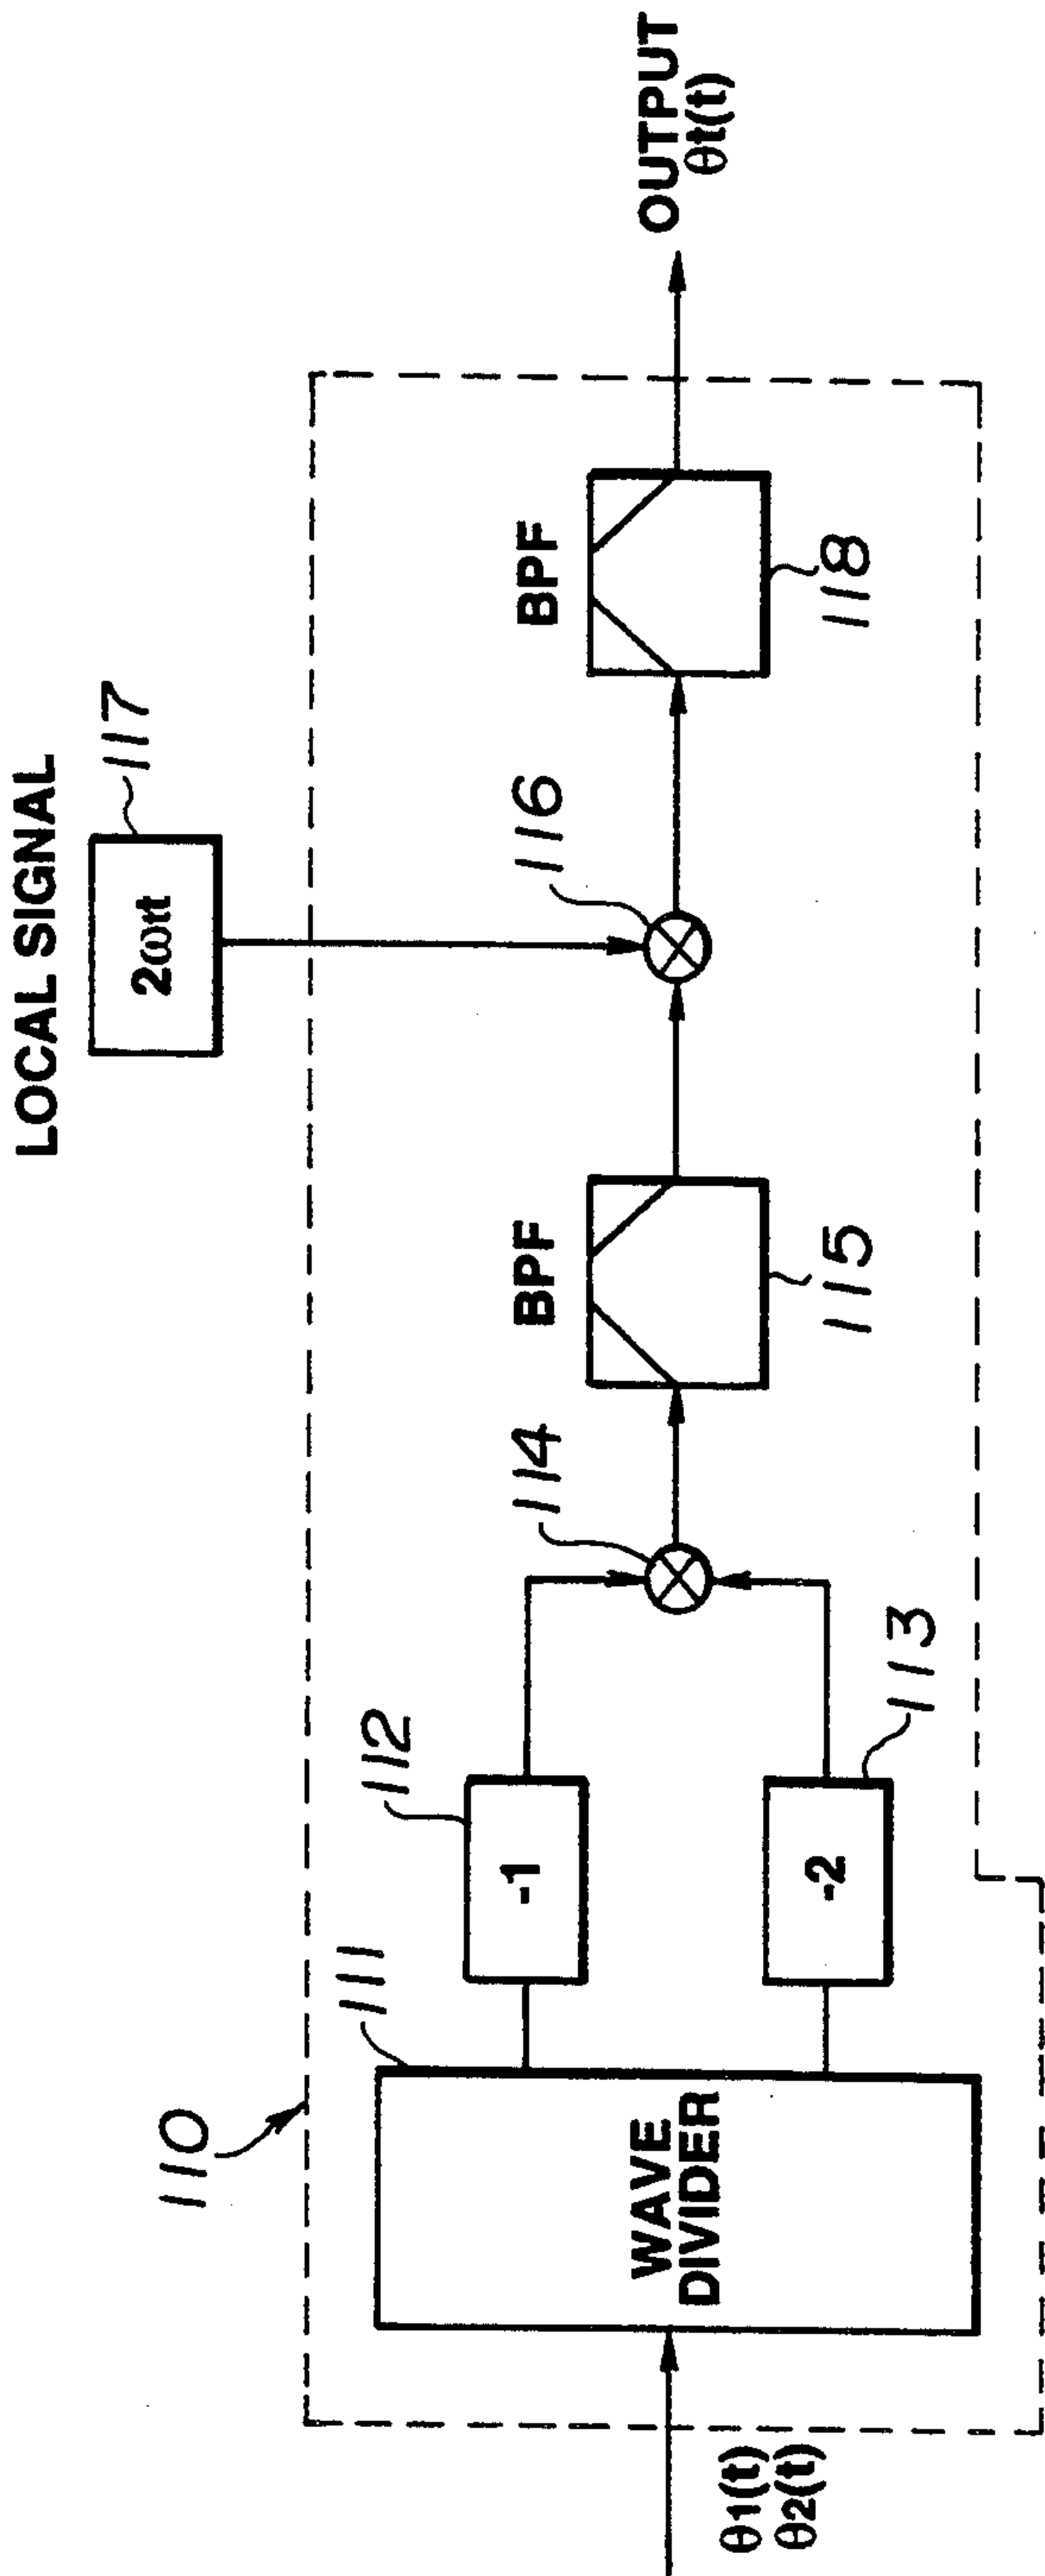 LOCAL SIGNAL
2ωtt
117
110
111
112
114
BPF
116
BPF
OUTPUT
θt(t)
-1
WAVE
DIVIDER
-2
θ1(t)
θ2(t)
113
115
118